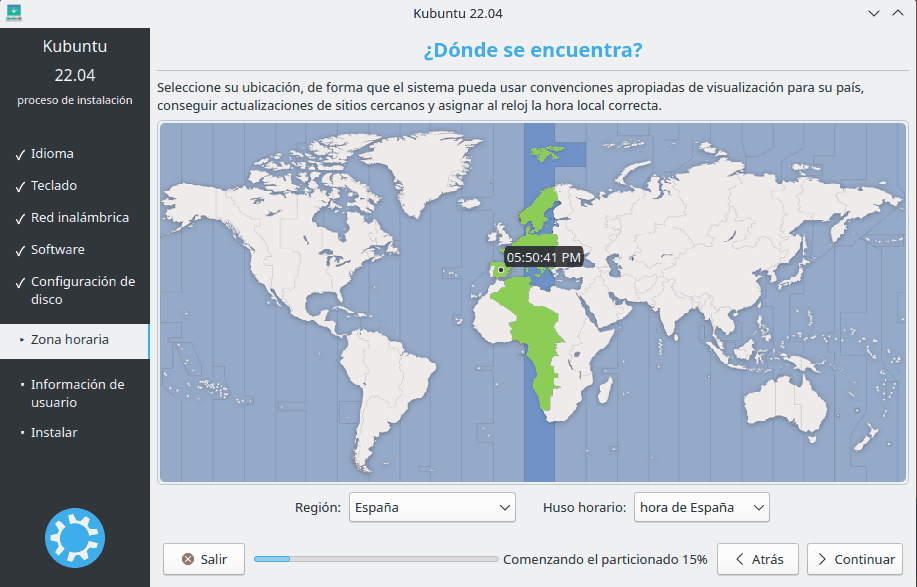 Kubuntu 22.04
Kubuntu
22.04
proceso de instalación
Idioma
Teclado
Red inalámbrica
Software
Configuración de
disco
Zona horaria
Información de
usuario
Instalar
¿Dónde se encuentra?
Seleccione su ubicación, de forma que el sistema pueda usar convenciones apropiadas de visualización para su país,
conseguir actualizaciones de sitios cercanos y asignar al reloj la hora local correcta.
05:50:41 PM
Región: España Huso horario: hora de España
Salir Comenzando el particionado 15% Atrás Continuar